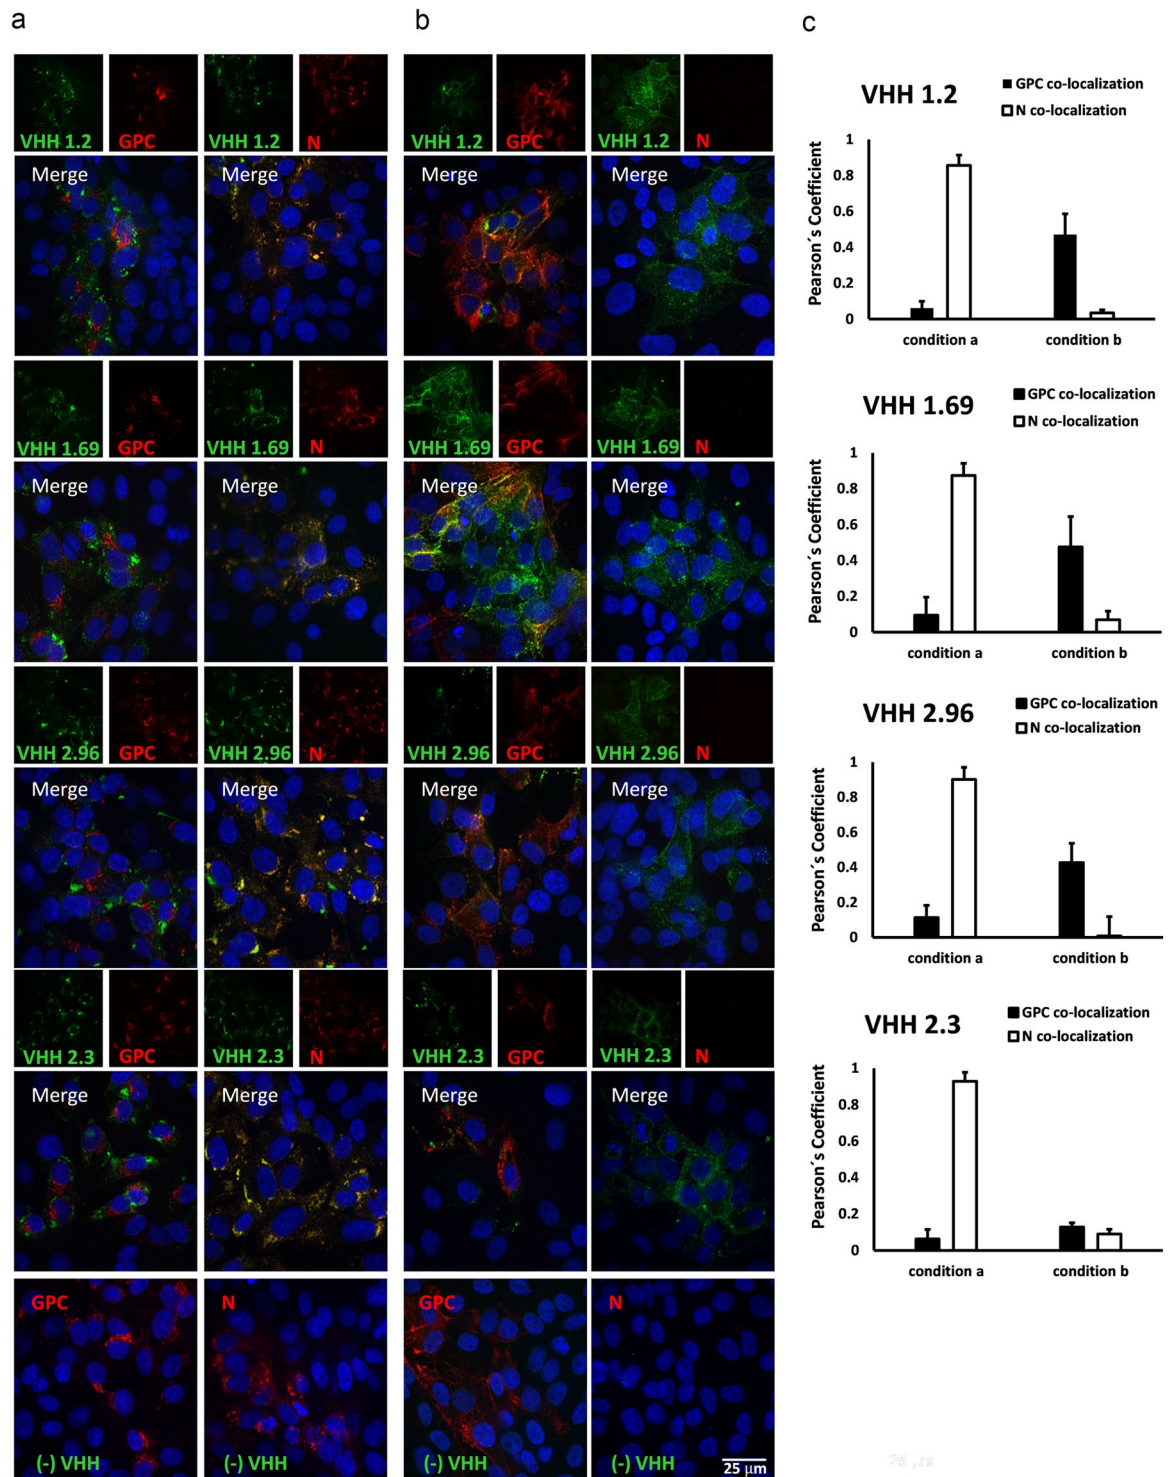 a
b
c
VHH 1.2
GPC
VHH 1.2
N
VHH 1.2
GPC
VHH 1.2
N
Merge
Merge
Merge
Merge
VHH 1.69
GPC
VHH 1.69
N
VHH 1.69
GPC
VHH 1.69
N
Merge
Merge
Merge
Merge
VHH 2.96
GPC
VHH 2.96
N
VHH 2.96
GPC
VHH 2.96
N
Merge
Merge
Merge
Merge
VHH 2.3
GPC
VHH 2.3
N
VHH 2.3
GPC
VHH 2.3
N
Merge
Merge
Merge
Merge
GPC
N
GPC
N
(-) VHH
(-) VHH
(-) VHH
(-) VHH
25 µm
VHH 1.2
GPC co-localization
N co-localization
Pearson´s Coefficient
1
0.8
0.6
0.4
0.2
0
condition a
condition b
VHH 1.69
GPC co-localization
N co-localization
Pearson´s Coefficient
1
0.8
0.6
0.4
0.2
0
condition a
condition b
VHH 2.96
GPC co-localization
N co-localization
Pearson´s Coefficient
1
0.8
0.6
0.4
0.2
0
condition a
condition b
VHH 2.3
GPC co-localization
N co-localization
Pearson´s Coefficient
1
0.8
0.6
0.4
0.2
0
condition a
condition b